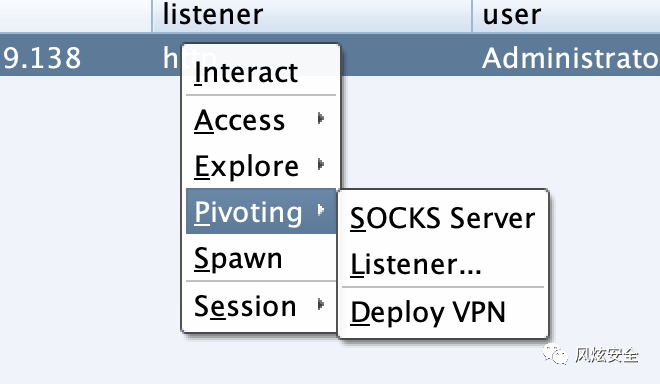 listener user
9.138 Administrato
Interact
Access
Explore
Pivoting
Spawn
Session
SOCKS Server
Listener...
Deploy VPN
风炫安全